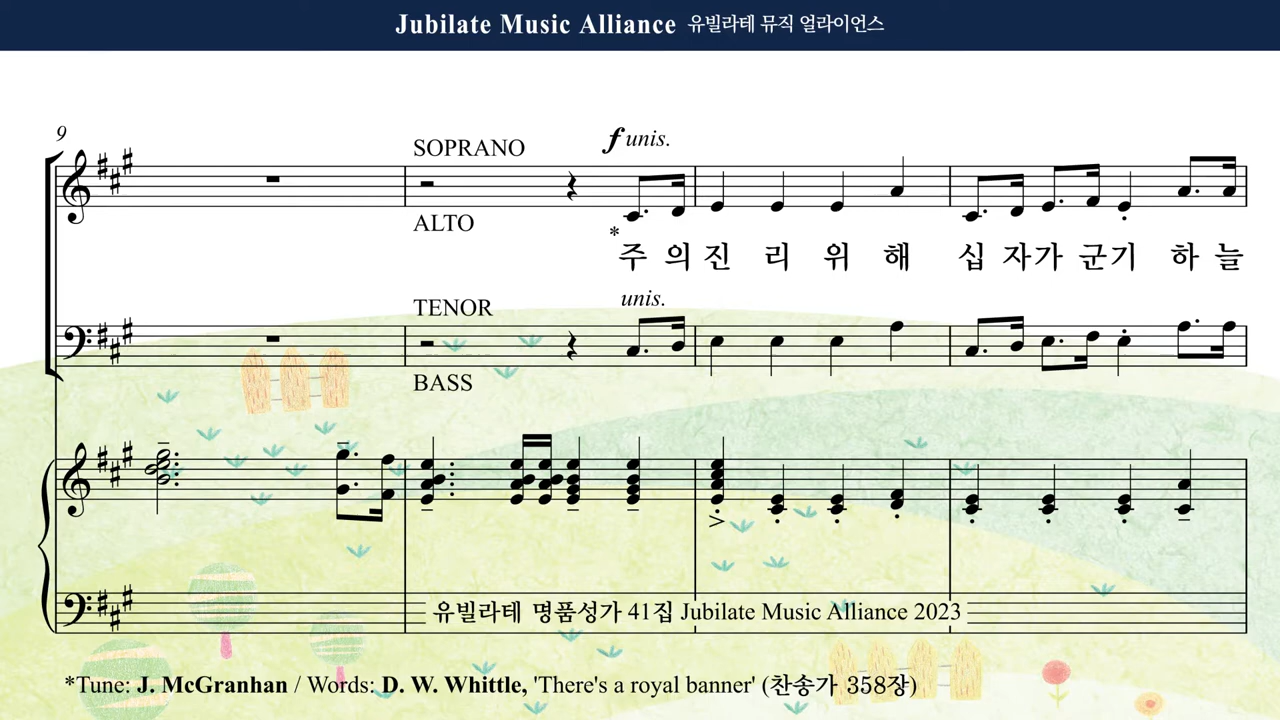 Jubilate Music Alliance 유빌라테 뮤직 얼라이언스
9
SOPRANO
f unis.
ALTO
*
주 의 진 리 위 해 십 자가 군기 하 늘
TENOR
unis.
BASS
유빌라테 명품성가 41집 Jubilate Music Alliance 2023
*Tune: J. McGranhan / Words: D. W. Whittle, 'There's a royal banner' (찬송가 358장)